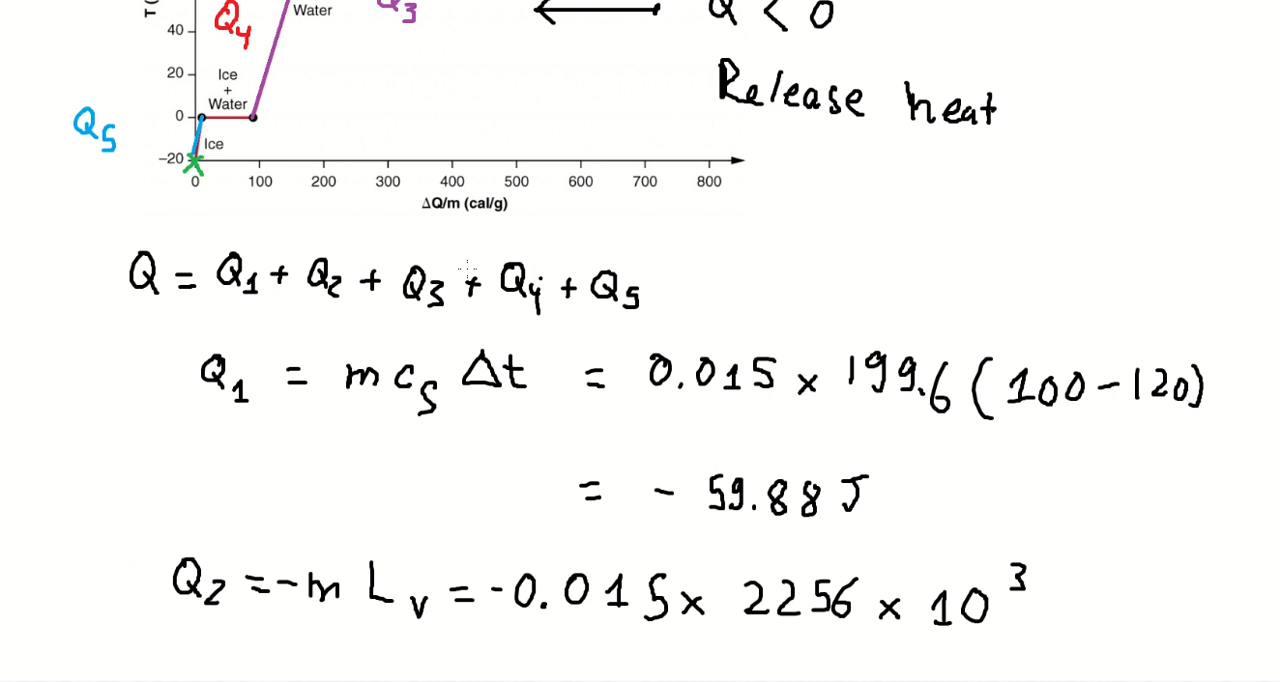 T (
Water
Q3
Q < 0
40
Q4
20
Ice
+
Water
Release heat
0
Q5
Ice
-20
0 100 200 300 400 500 600 700 800
ΔQ/m (cal/g)
Q = Q1 + Q2 + Q3 + Q4 + Q5
Q1 = m cs Δt = 0.015 × 199.6 (100 - 120)
= - 59.88 J
Q2 = - m Lv = - 0.015 × 2256 × 10³